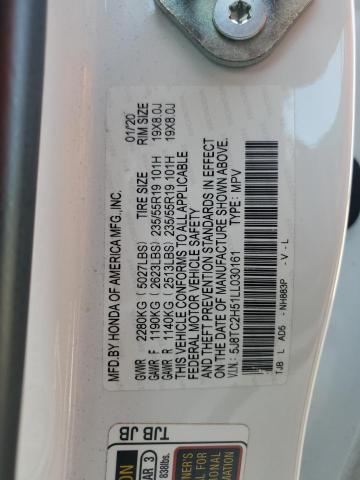 MFD.BY HONDA OF AMERICA MFG.,INC. 01/20
GVWR 2280KG (5027LBS) TIRE SIZE RIM SIZE
GAWR F 1190KG (2623LBS) 235/55R19 101H 19X8.0J
GAWR R 1140KG (2513LBS) 235/55R19 101H 19X8.0J
THIS VEHICLE CONFORMS TO ALL APPLICABLE
FEDERAL MOTOR VEHICLE SAFETY
AND THEFT PREVENTION STANDARDS IN EFFECT
ON THE DATE OF MANUFACTURE SHOWN ABOVE.
V.I.N.: 5J8TC2H51LL030161 TYPE: MPV
TJB L AD5 -NH883P -V-L
TJB JB
838lbs.